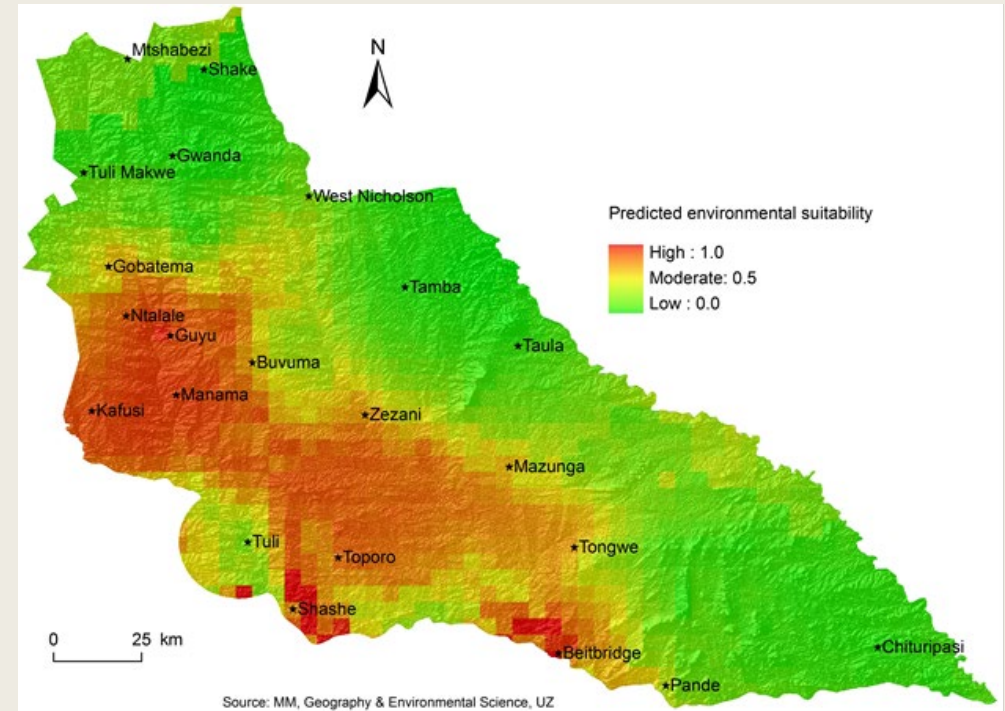 Mtshabezi
Shake
N
Gwanda
Tuli Makwe
West Nicholson
Predicted environmental suitability
High : 1.0
Moderate: 0.5
Low : 0.0
Gobatema
Tamba
Ntalale
Guyu
Taula
Buvuma
Manama
Kafusi
Zezani
Mazunga
Tuli
Toporo
Tongwe
Shashe
0 25 km
Beitbridge
Chituripasi
Pande
Source: MM, Geography & Environmental Science, UZ